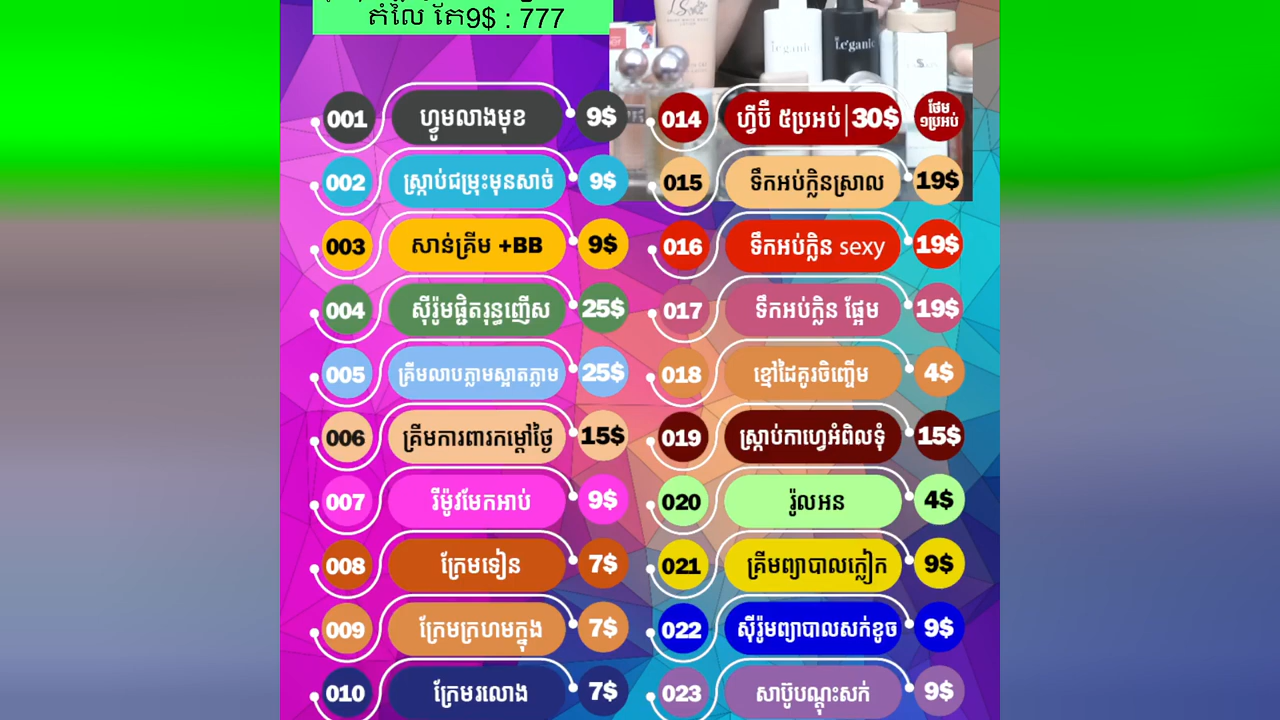 តំលៃ តែ9$ : 777
001 ហ្វូមលាងមុខ 9$
002 ស្ក្រាប់ជម្រុះមុនសាច់ 9$
003 សាន់គ្រីម +BB 9$
004 ស៊ីរ៉ូមផ្ជិតរុន្ធញើស 25$
005 គ្រីមលាបភ្លាមស្អាតភ្លាម 25$
006 គ្រីមការពារកម្តៅថ្ងៃ 15$
007 រីម៉ូវមែកអាប់ 9$
008 ក្រែមទៀន 7$
009 ក្រែមក្រហមក្នុង 7$
010 ក្រែមរលោង 7$
Le'ganic
Le'ganic
014 ហ្វីប៊ី ៥ប្រអប់ 30$ ថែម
១ប្រអប់
015 ទឹកអប់ក្លិនស្រាល 19$
016 ទឹកអប់ក្លិន sexy 19$
017 ទឹកអប់ក្លិន ផ្អែម 19$
018 ខ្មៅដៃគូរចិញ្ចើម 4$
019 ស្ក្រាប់កាហ្វេអំពិលទុំ 15$
020 រ៉ូលអន 4$
021 គ្រីមព្យាបាលក្លៀក 9$
022 ស៊ីរ៉ូមព្យាបាលសក់ខូច 9$
023 សាប៊ូបណ្តុះសក់ 9$